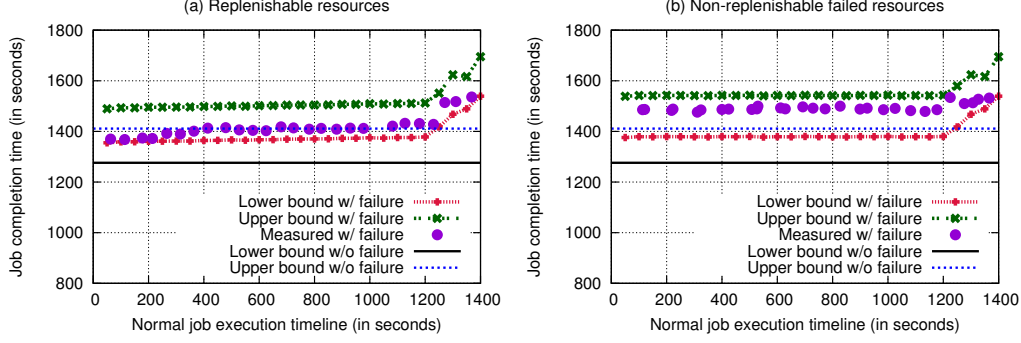 (a) Replenishable resources
Job completion time (in seconds)
1800
1600
1400
1200
1000
800
Lower bound w/ failure
Upper bound w/ failure
Measured w/ failure
Lower bound w/o failure
Upper bound w/o failure
0 200 400 600 800 1000 1200 1400
Normal job execution timeline (in seconds)
(b) Non-replenishable failed resources
Job completion time (in seconds)
1800
1600
1400
1200
1000
800
Lower bound w/ failure
Upper bound w/ failure
Measured w/ failure
Lower bound w/o failure
Upper bound w/o failure
0 200 400 600 800 1000 1200 1400
Normal job execution timeline (in seconds)